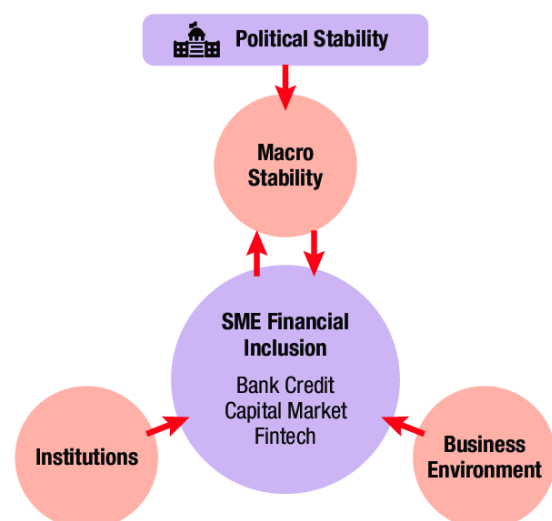 Political Stability
Macro
Stability
SME Financial
Inclusion
Bank Credit
Capital Market
Fintech
Institutions
Business
Environment